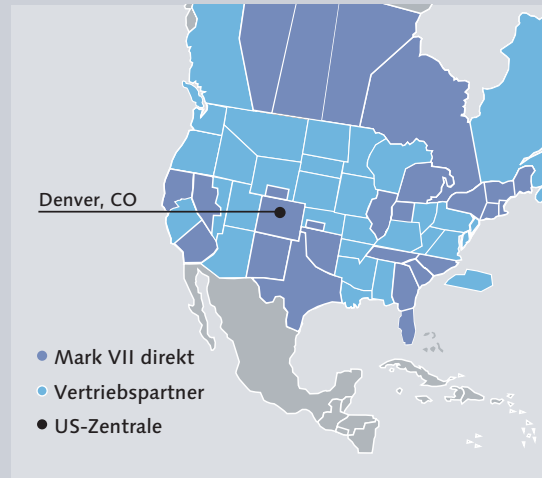 Denver, CO
Mark VII direkt
Vertriebspartner
US-Zentrale